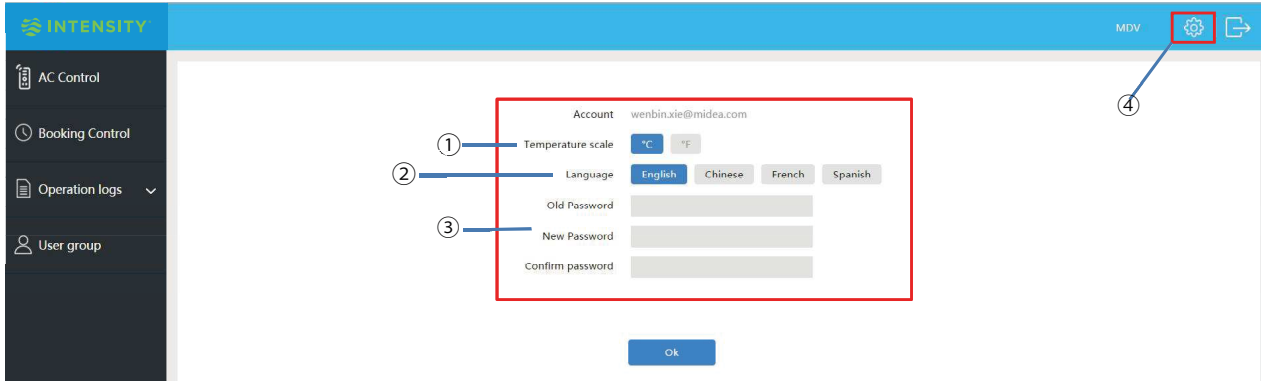 INTENSITY
MDV
④
AC Control
Booking Control
Operation logs
User group
Account wenbin.xie@midea.com
① Temperature scale °C °F
② Language English Chinese French Spanish
Old Password
③ New Password
Confirm password
Ok